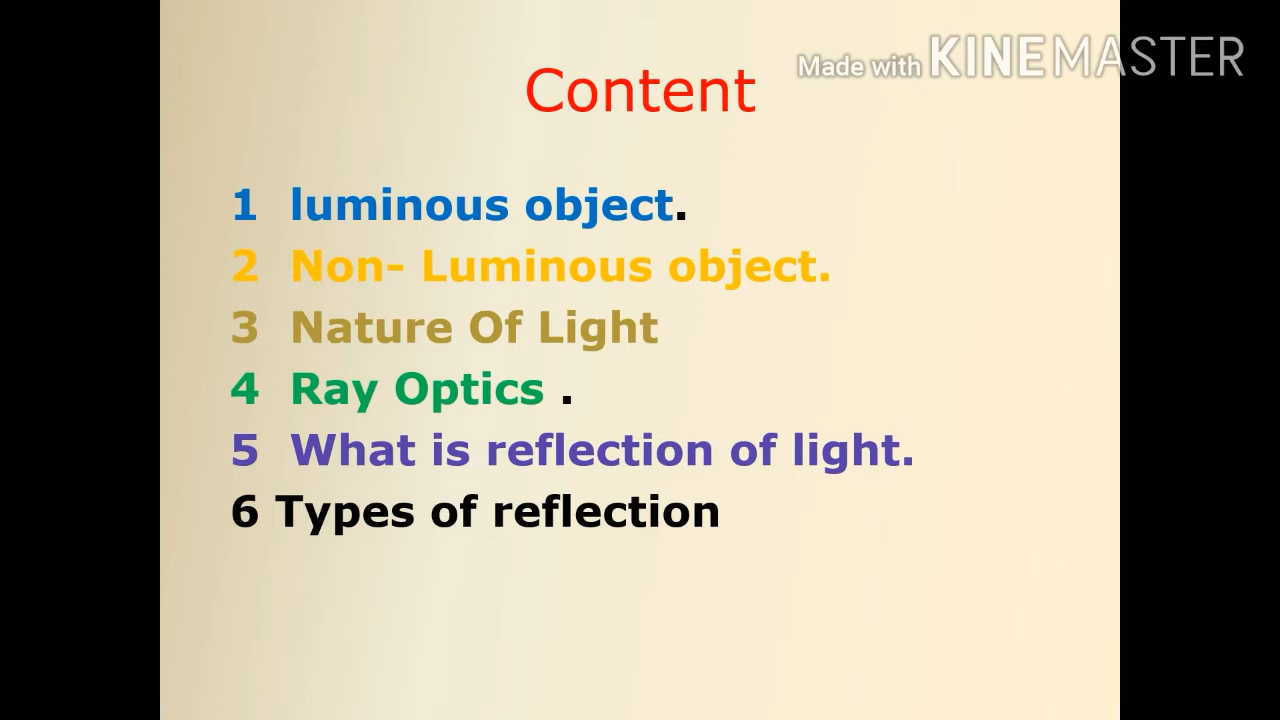 Made with KINEMASTER
Content
1 luminous object.
2 Non- Luminous object.
3 Nature Of Light
4 Ray Optics .
5 What is reflection of light.
6 Types of reflection